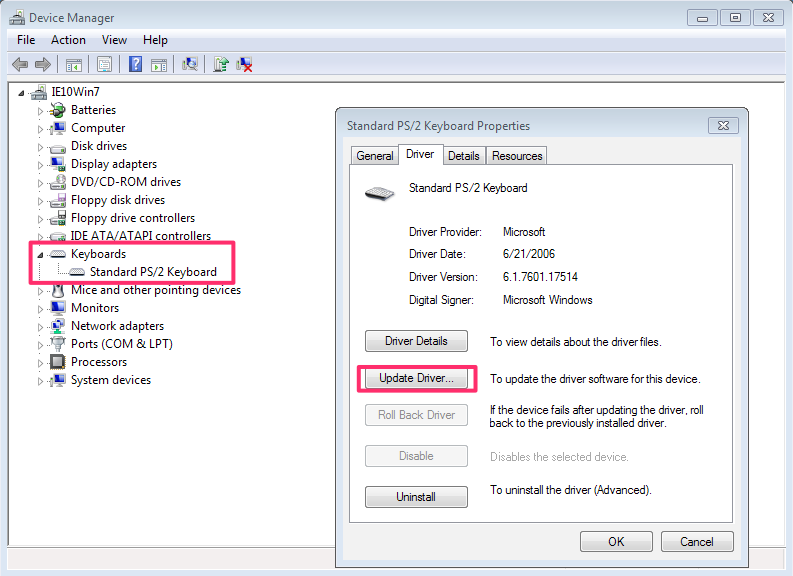 Device Manager
File Action View Help
IE10Win7
Batteries
Computer
Disk drives
Display adapters
DVD/CD-ROM drives
Floppy disk drives
Floppy drive controllers
IDE ATA/ATAPI controllers
Keyboards
Standard PS/2 Keyboard
Mice and other pointing devices
Monitors
Network adapters
Ports (COM & LPT)
Processors
System devices
Standard PS/2 Keyboard Properties
General Driver Details Resources
Standard PS/2 Keyboard
Driver Provider: Microsoft
Driver Date: 6/21/2006
Driver Version: 6.1.7601.17514
Digital Signer: Microsoft Windows
Driver Details To view details about the driver files.
Update Driver... To update the driver software for this device.
Roll Back Driver If the device fails after updating the driver, roll
back to the previously installed driver.
Disable Disables the selected device.
Uninstall To uninstall the driver (Advanced).
OK Cancel